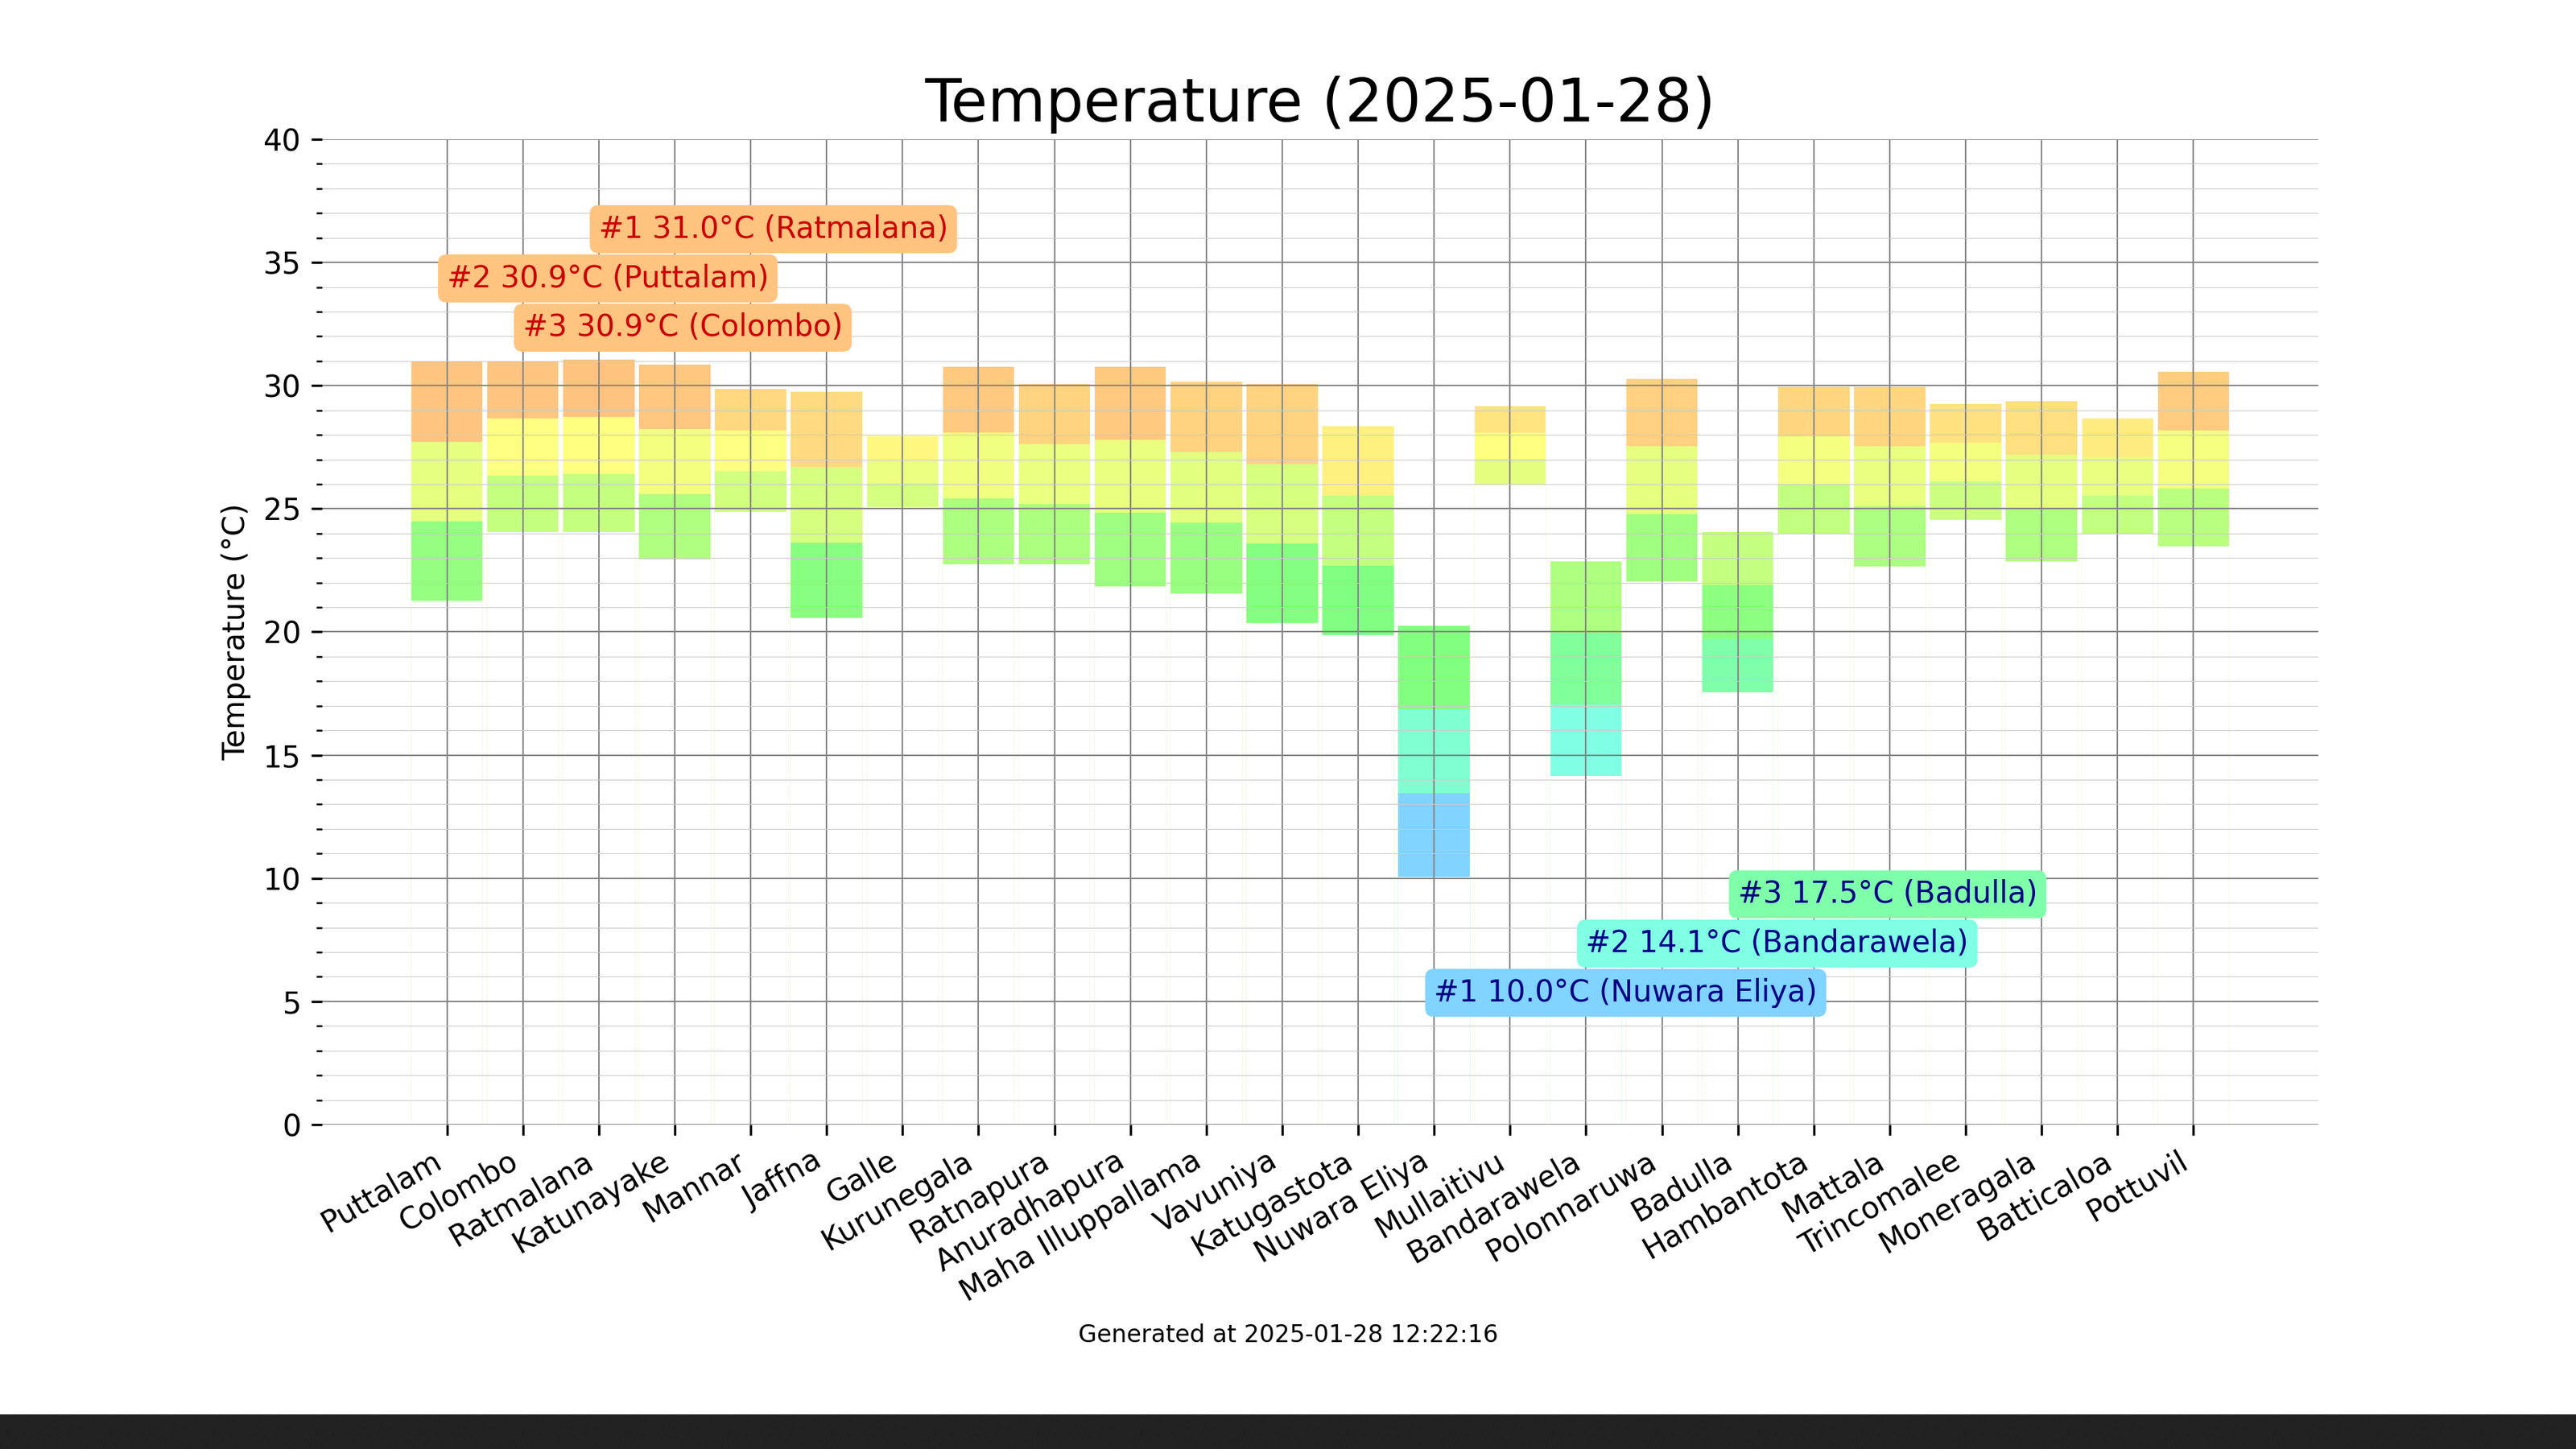 Temperature (2025-01-28)
40
35
30
25
20
15
10
5
0
Temperature (°C)
#1 31.0°C (Ratmalana)
#2 30.9°C (Puttalam)
#3 30.9°C (Colombo)
#3 17.5°C (Badulla)
#2 14.1°C (Bandarawela)
#1 10.0°C (Nuwara Eliya)
Puttalam
Colombo
Ratmalana
Katunayake
Mannar
Jaffna
Galle
Kurunegala
Ratnapura
Anuradhapura
Maha Illuppallama
Vavuniya
Katugastota
Nuwara Eliya
Mullaitivu
Bandarawela
Polonnaruwa
Badulla
Hambantota
Mattala
Trincomalee
Moneragala
Batticaloa
Pottuvil
Generated at 2025-01-28 12:22:16